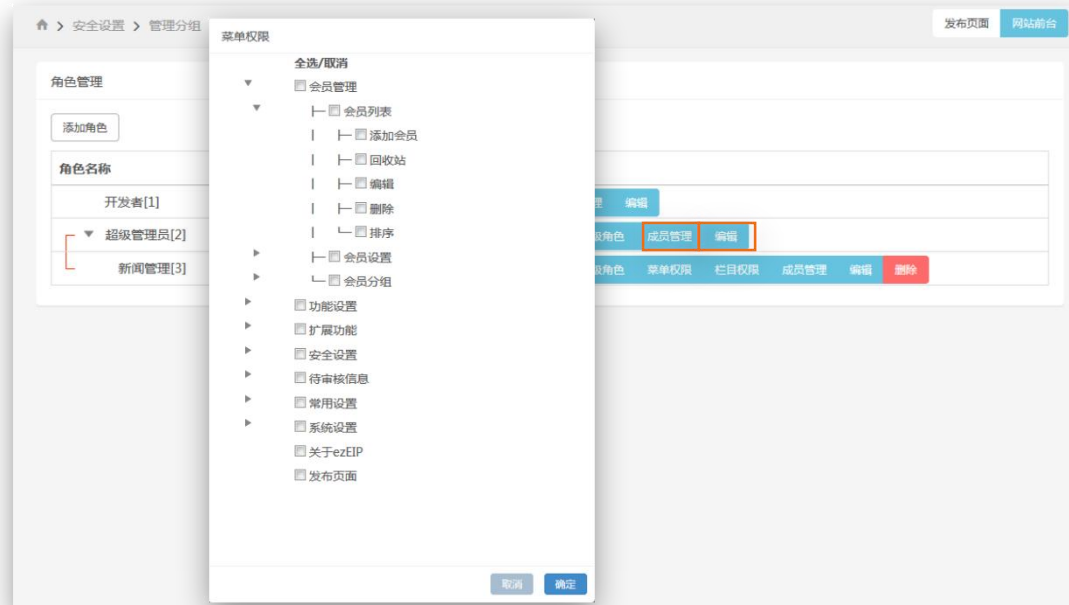 安全设置 > 管理分组
发布页面 网站前台
角色管理
添加角色
角色名称
开发者[1]
编辑
超级管理员[2]
级角色 成员管理 编辑
新闻管理[3]
级角色 菜单权限 栏目权限 成员管理 编辑 删除
菜单权限
全选/取消
会员管理
会员列表
添加会员
回收站
编辑
删除
排序
会员设置
会员分组
功能设置
扩展功能
安全设置
待审核信息
常用设置
系统设置
关于ezEIP
发布页面
取消 确定